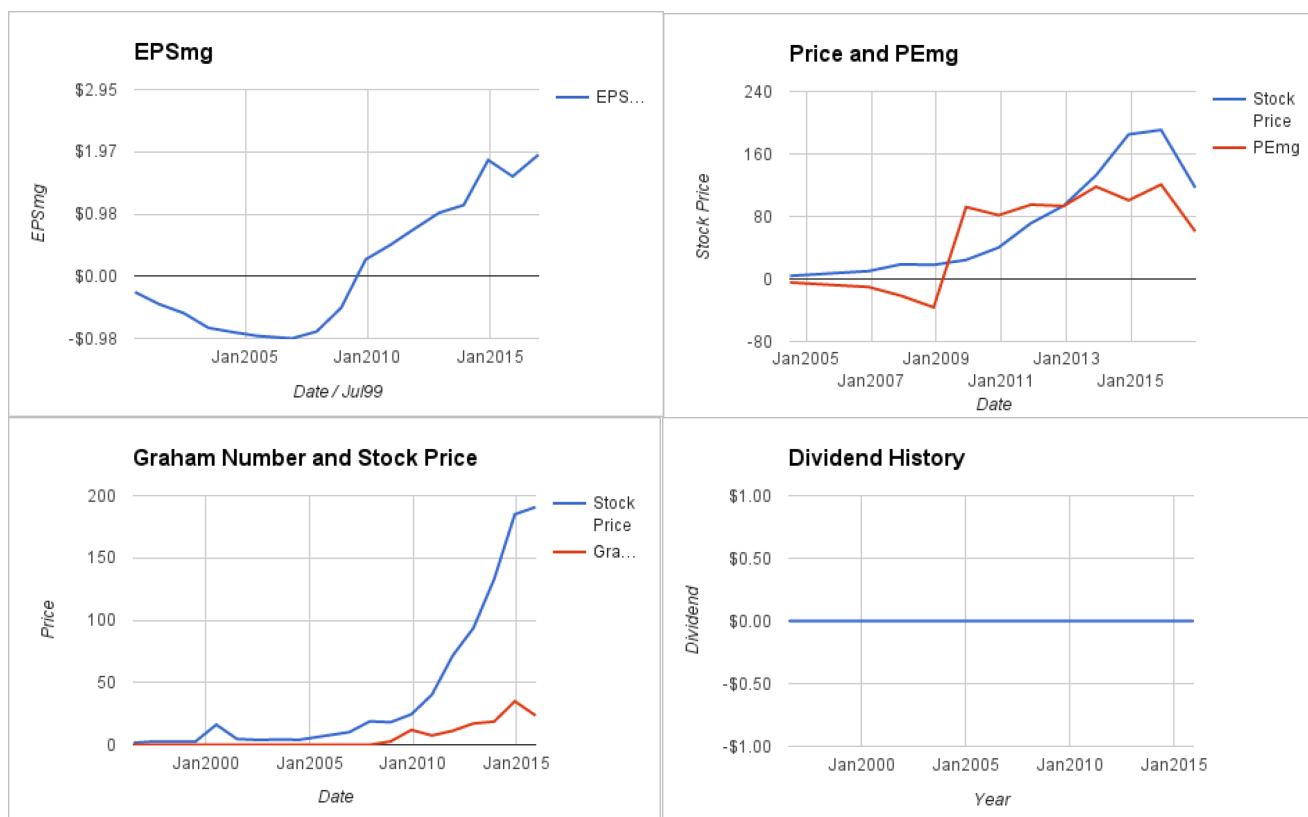 EPSmg
$2.95
$1.97
$0.98
$0.00
-$0.98
EPSmg
EPS...
Jan2005
Jan2010
Jan2015
Date / Jul99
Price and PEmg
240
160
80
0
-80
Stock Price
Stock
Price
PEmg
Jan2005
Jan2009
Jan2013
Jan2007
Jan2011
Jan2015
Date
Graham Number and Stock Price
200
150
100
50
0
Price
Stock
Price
Gra...
Jan2000
Jan2005
Jan2010
Jan2015
Date
Dividend History
$1.00
$0.50
$0.00
-$0.50
-$1.00
Dividend
Jan2000
Jan2005
Jan2010
Jan2015
Year